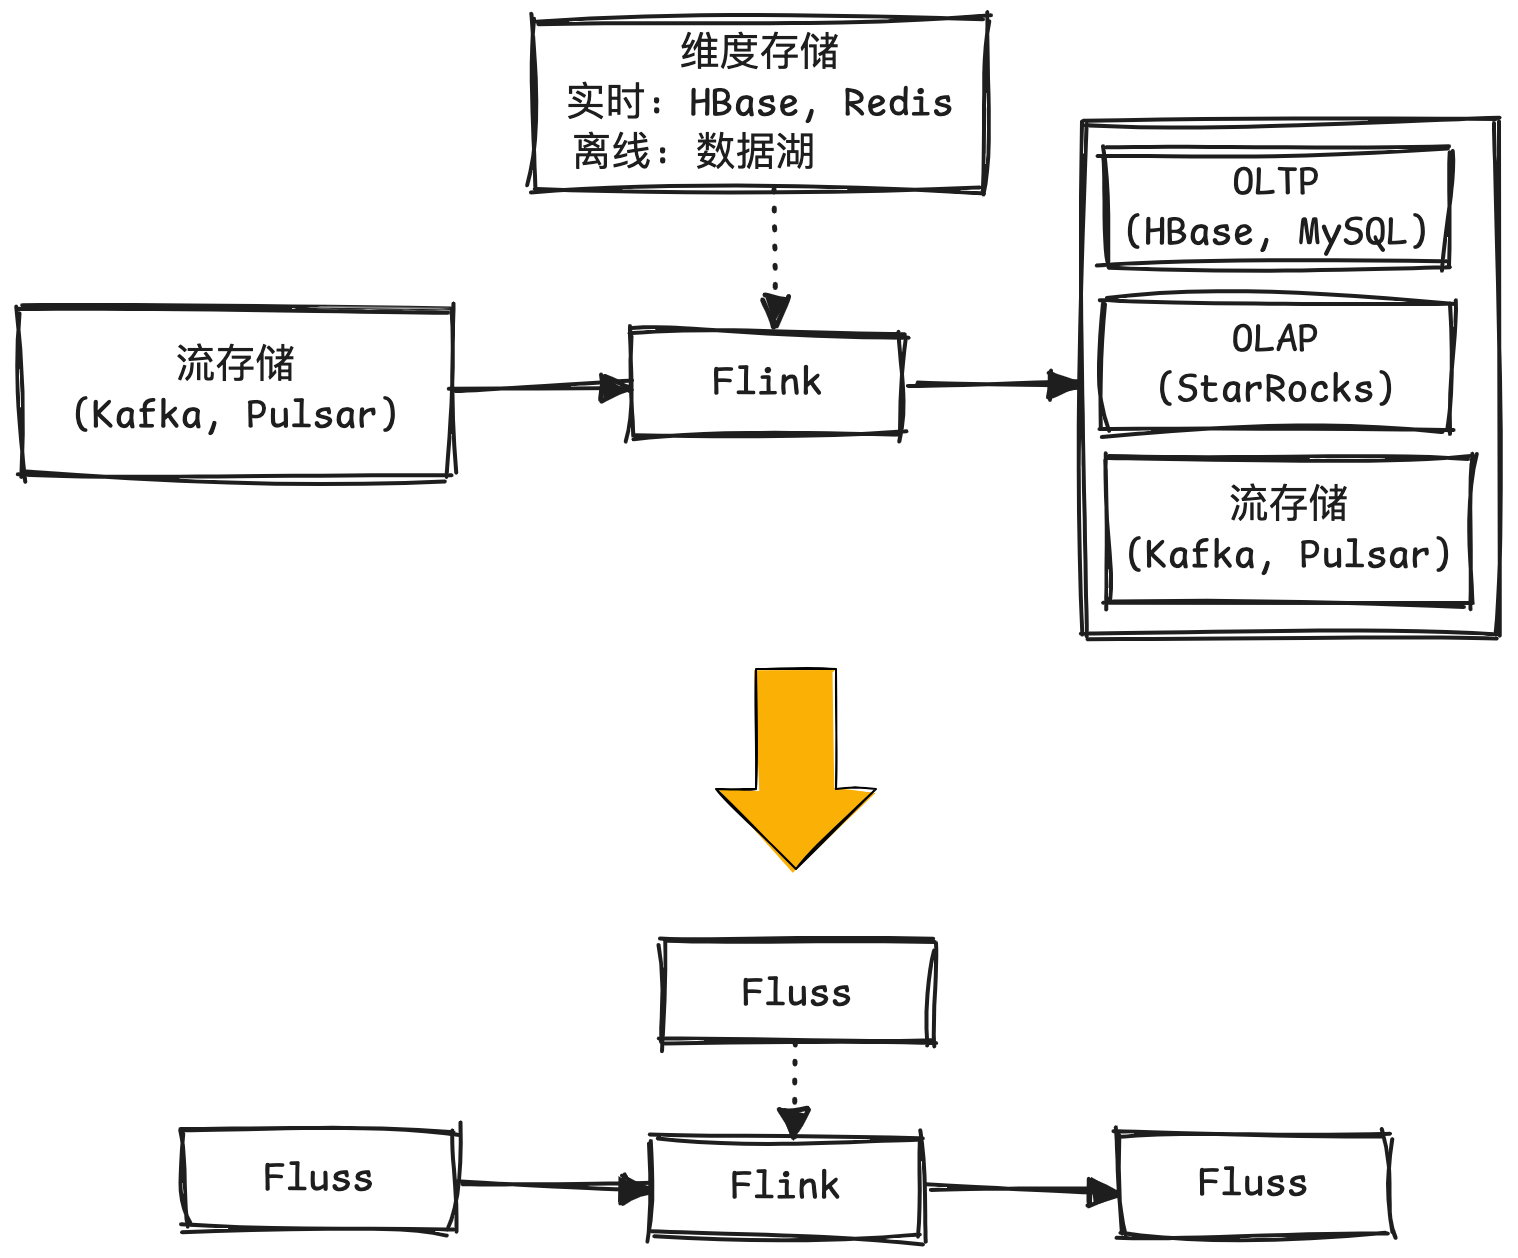 维度存储
实时: HBase, Redis
离线: 数据湖
OLTP
(HBase, MySQL)
流存储
(Kafka, Pulsar)
Flink
OLAP
(StarRocks)
流存储
(Kafka, Pulsar)
Fluss
Fluss
Flink
Fluss